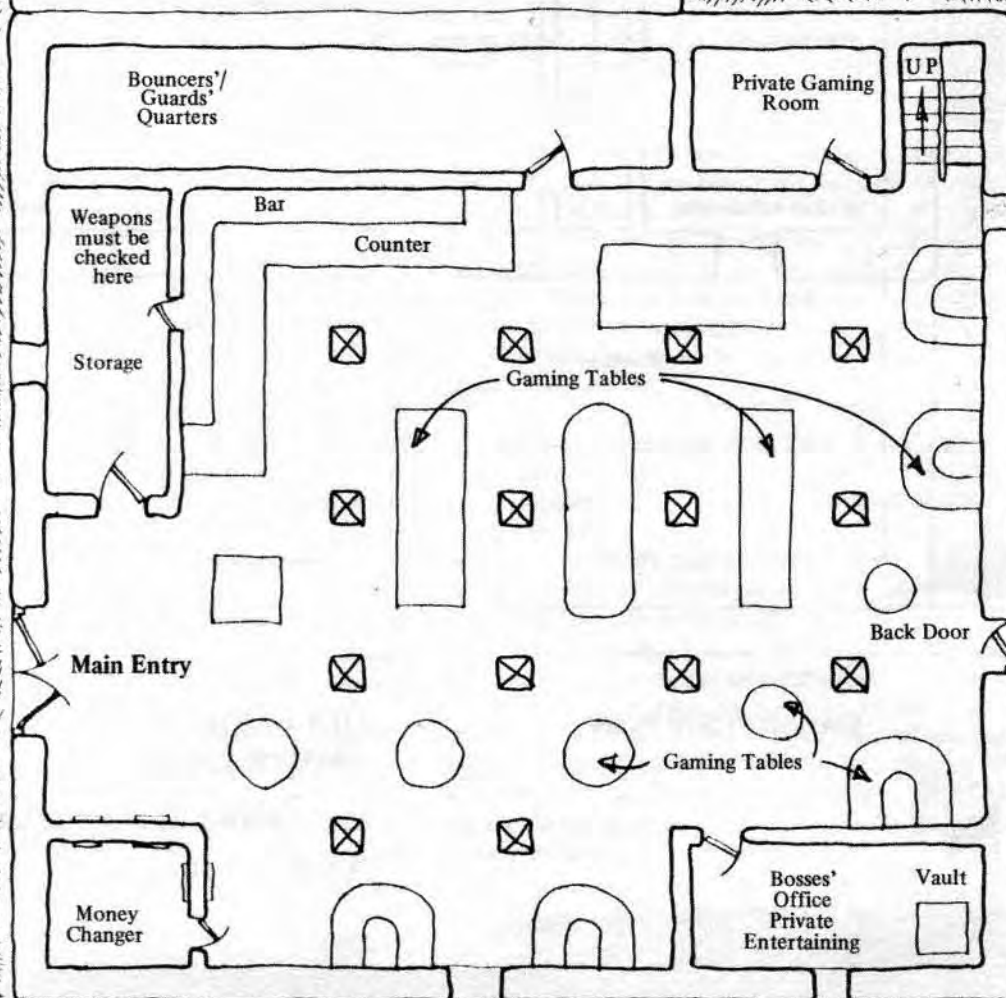 Bouncers'/
Guards'
Quarters
Private Gaming
Room
UP
Weapons
must be
checked
here
Bar
Counter
Storage
Gaming Tables
Back Door
Main Entry
Gaming Tables
Money
Changer
Bosses'
Office
Private
Entertaining
Vault